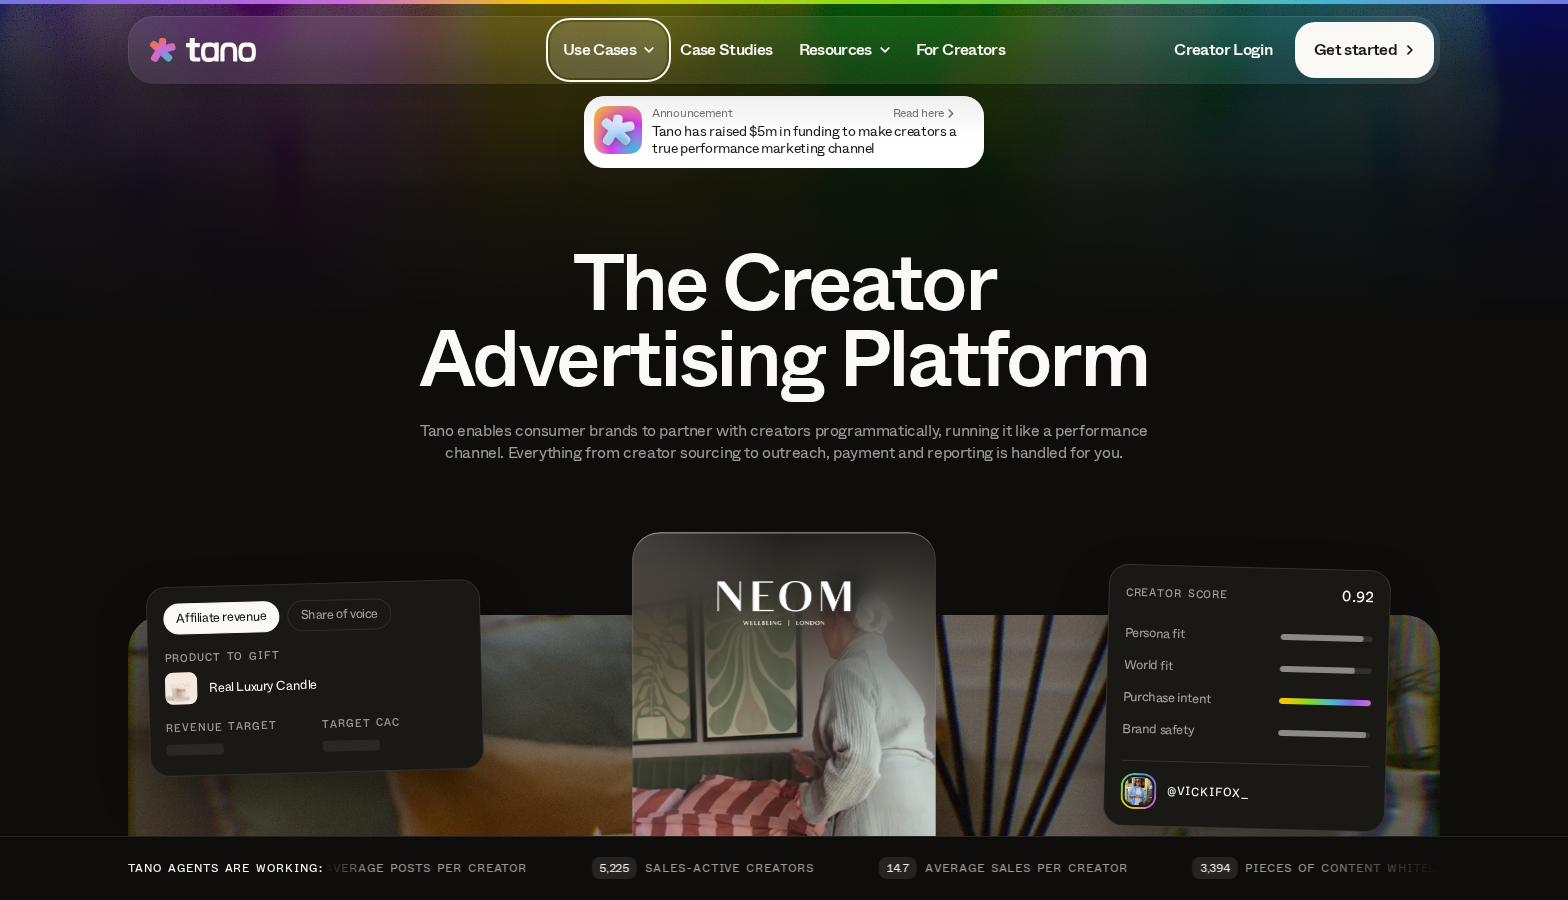 tano
Use Cases
Case Studies
Resources
For Creators
Creator Login
Get started
Announcement
Read here
Tano has raised $5m in funding to make creators a
true performance marketing channel
The Creator
Advertising Platform
Tano enables consumer brands to partner with creators programmatically, running it like a performance
channel. Everything from creator sourcing to outreach, payment and reporting is handled for you.
Affiliate revenue
Share of voice
PRODUCT TO GIFT
Real Luxury Candle
REVENUE TARGET
TARGET CAC
NEOM
WELLBEING | LONDON
CREATOR SCORE
0.92
Persona fit
World fit
Purchase intent
Brand safety
@VICKIFOX_
TANO AGENTS ARE WORKING:
AVERAGE POSTS PER CREATOR
5,225 SALES-ACTIVE CREATORS
14.7 AVERAGE SALES PER CREATOR
3,394 PIECES OF CONTENT